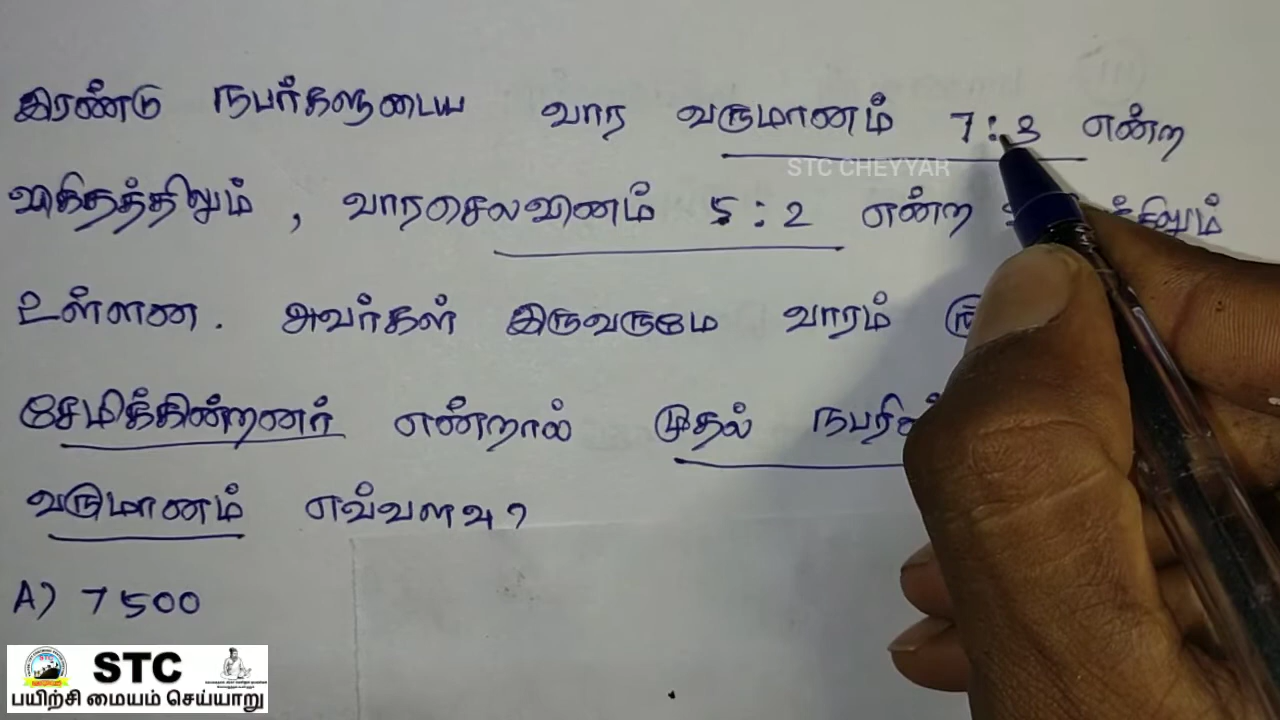 இரண்டு நபர்களுடைய வார வருமானம் 7:3 என்ற
விகிதத்திலும், வாரசெலவினம் 5:2 என்ற
உள்ளன. அவர்கள் இருவருமே வாரம்
சேமிக்கின்றனர் என்றால் முதல்
வருமானம் எவ்வளவு?
A) 7500
STC CHEYYAR
STC
பயிற்சி மையம் செய்யாறு